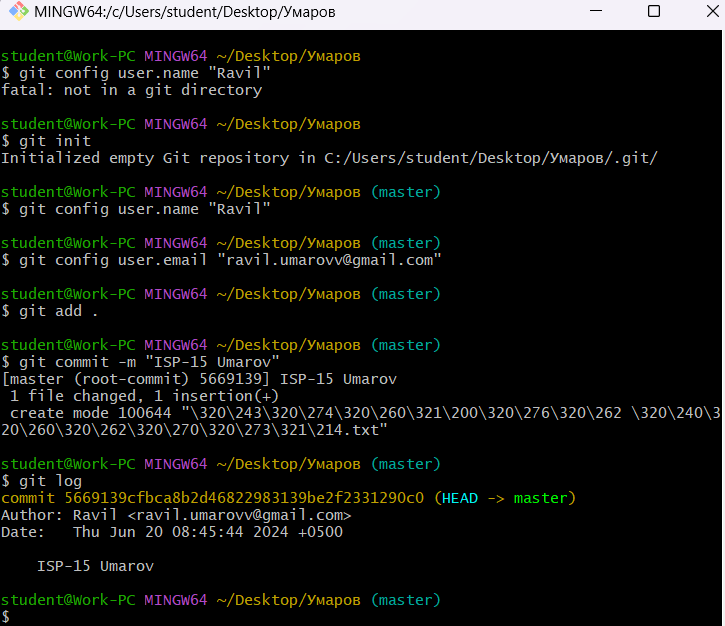 MINGW64:/c/Users/student/Desktop/Умаров
student@Work-PC MINGW64 ~/Desktop/Умаров
$ git config user.name "Ravil"
fatal: not in a git directory
student@Work-PC MINGW64 ~/Desktop/Умаров
$ git init
Initialized empty Git repository in C:/Users/student/Desktop/Умаров/.git/
student@Work-PC MINGW64 ~/Desktop/Умаров (master)
$ git config user.name "Ravil"
student@Work-PC MINGW64 ~/Desktop/Умаров (master)
$ git config user.email "ravil.umarovv@gmail.com"
student@Work-PC MINGW64 ~/Desktop/Умаров (master)
$ git add .
student@Work-PC MINGW64 ~/Desktop/Умаров (master)
$ git commit -m "ISP-15 Umarov"
[master (root-commit) 5669139] ISP-15 Umarov
 1 file changed, 1 insertion(+)
 create mode 100644 "\320\243\320\274\320\260\321\200\320\276\320\262 \320\240\3
20\260\320\262\320\270\320\273\321\214.txt"
student@Work-PC MINGW64 ~/Desktop/Умаров (master)
$ git log
commit 5669139cfbca8b2d46822983139be2f2331290c0 (HEAD -> master)
Author: Ravil <ravil.umarovv@gmail.com>
Date:   Thu Jun 20 08:45:44 2024 +0500
    ISP-15 Umarov
student@Work-PC MINGW64 ~/Desktop/Умаров (master)
$